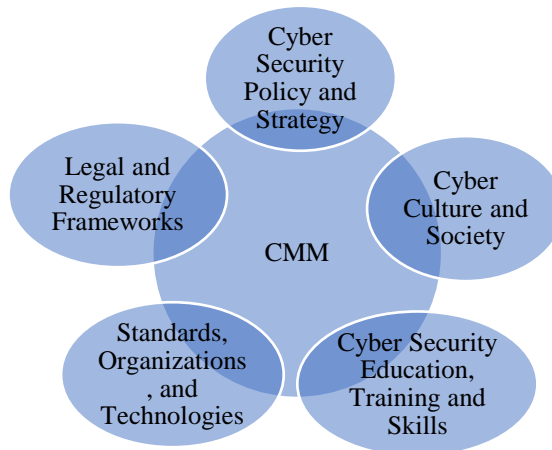 Cyber
Security
Policy and
Strategy
Legal and
Regulatory
Frameworks
Cyber
Culture and
Society
CMM
Standards,
Organizations
, and
Technologies
Cyber Security
Education,
Training and
Skills